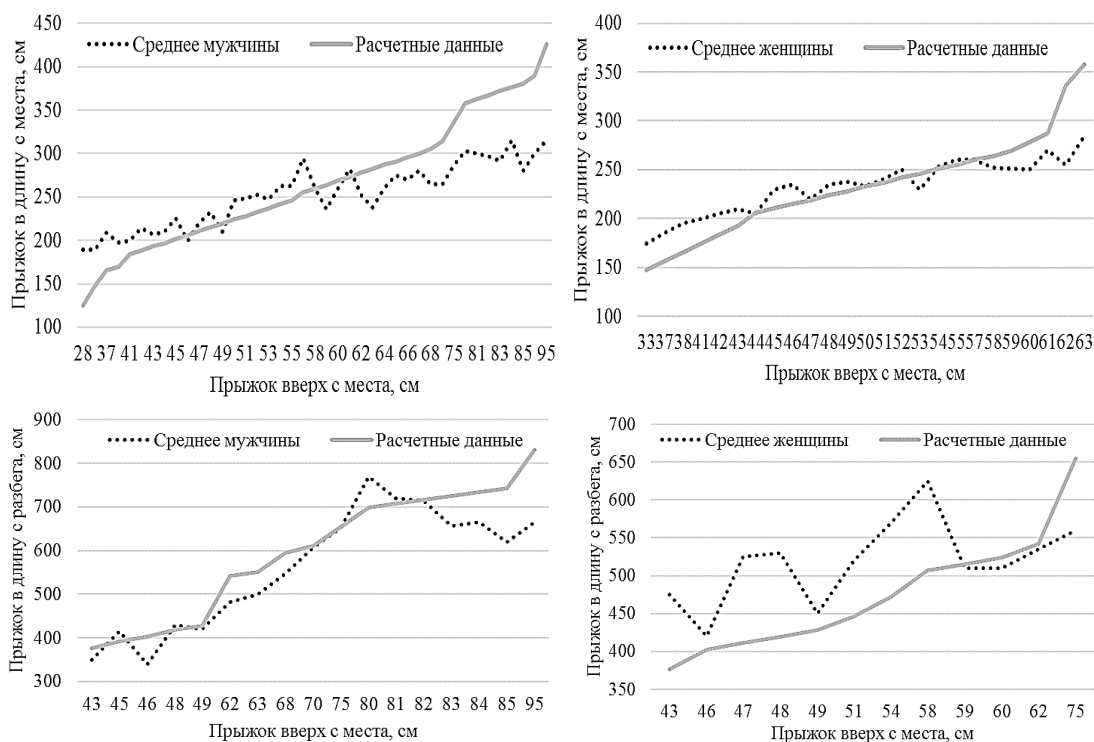 450
400
350
300
250
200
150
100
Прыжок в длину с места, см
Среднее мужчины Расчетные данные
28 37 41 43 45 47 49 51 53 55 58 60 62 64 66 68 75 81 83 85 95
Прыжок вверх с места, см
400
350
300
250
200
150
100
Прыжок в длину с места, см
Среднее женщины Расчетные данные
33373841424344454647484950515253545557585960616263
Прыжок вверх с места, см
900
800
700
600
500
400
300
Прыжок в длину с разбега, см
Среднее мужчины Расчетные данные
43 45 46 48 49 62 63 68 70 75 80 81 82 83 84 85 95
Прыжок вверх с места, см
700
650
600
550
500
450
400
350
Прыжок в длину с разбега, см
Среднее женщины Расчетные данные
43 46 47 48 49 51 54 58 59 60 62 75
Прыжок вверх с места, см